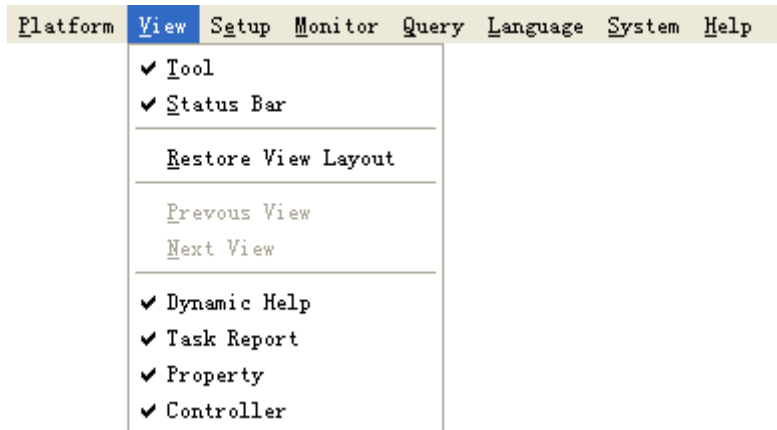 Platform View Setup Monitor Query Language System Help
Tool
Status Bar
Restore View Layout
Prevous View
Next View
Dynamic Help
Task Report
Property
Controller